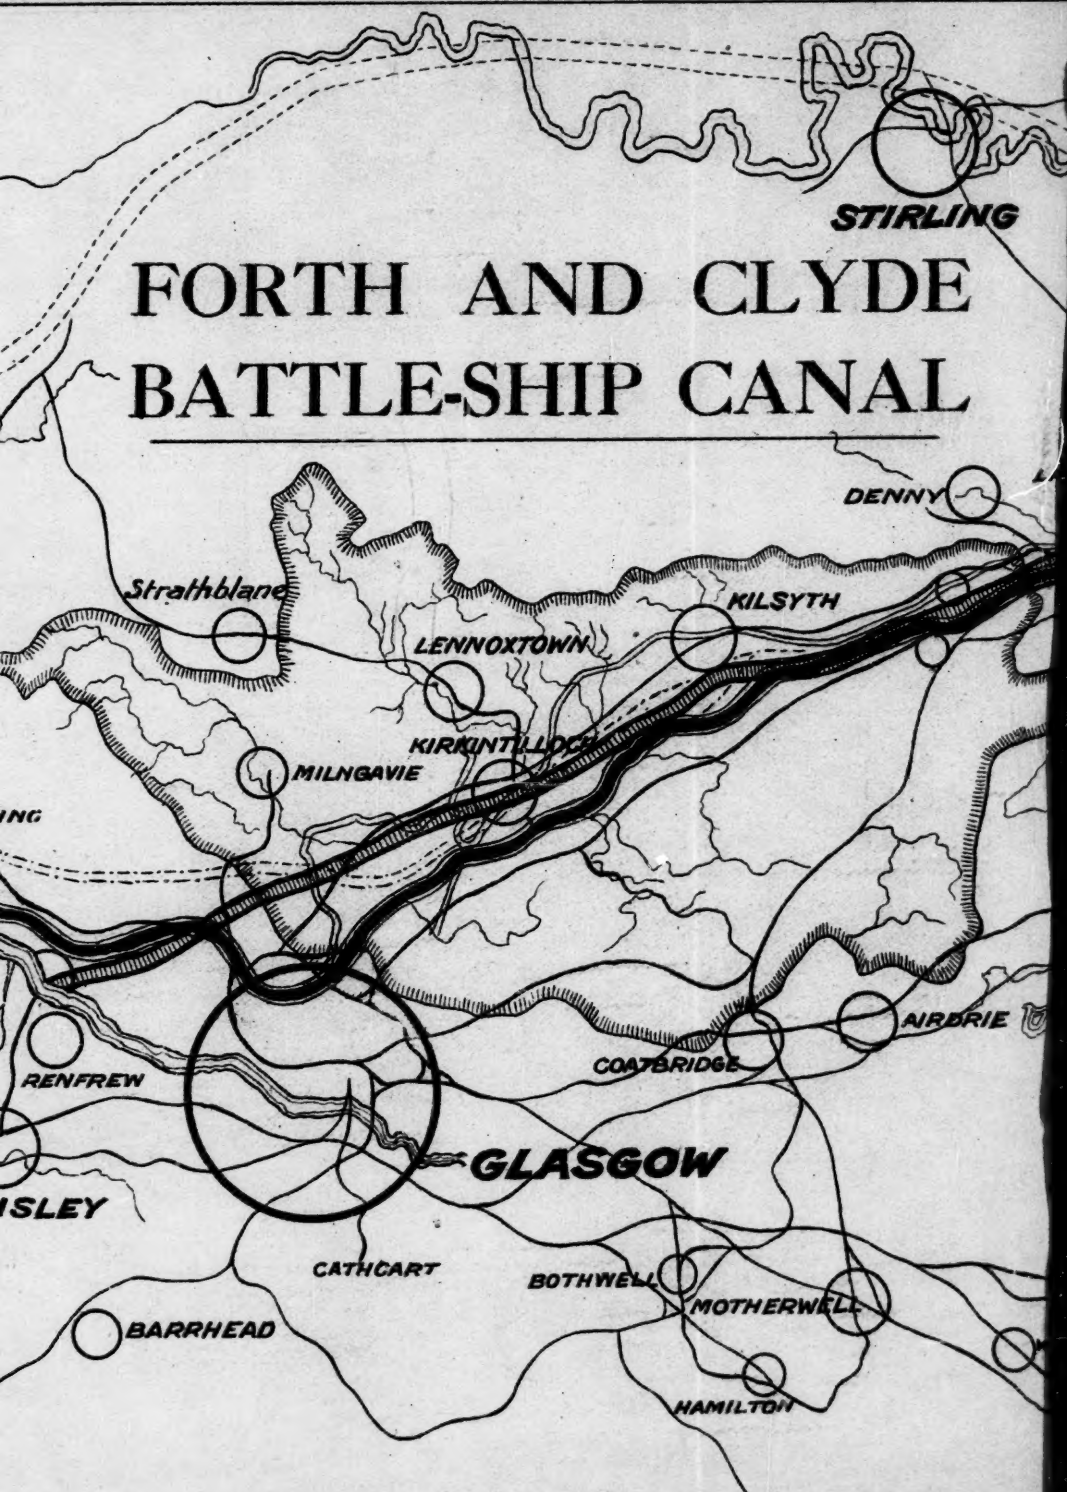 STIRLING
FORTH AND CLYDE
BATTLE-SHIP CANAL
DENNY
Strathblane
KILSYTH
LENNOXTOWN
KIRKINTILLOCH
MILNGAVIE
ING
AIRDRIE
COATBRIDGE
RENFREW
GLASGOW
ISLEY
CATHCART
BOTHWELL
MOTHERWELL
BARRHEAD
HAMILTON